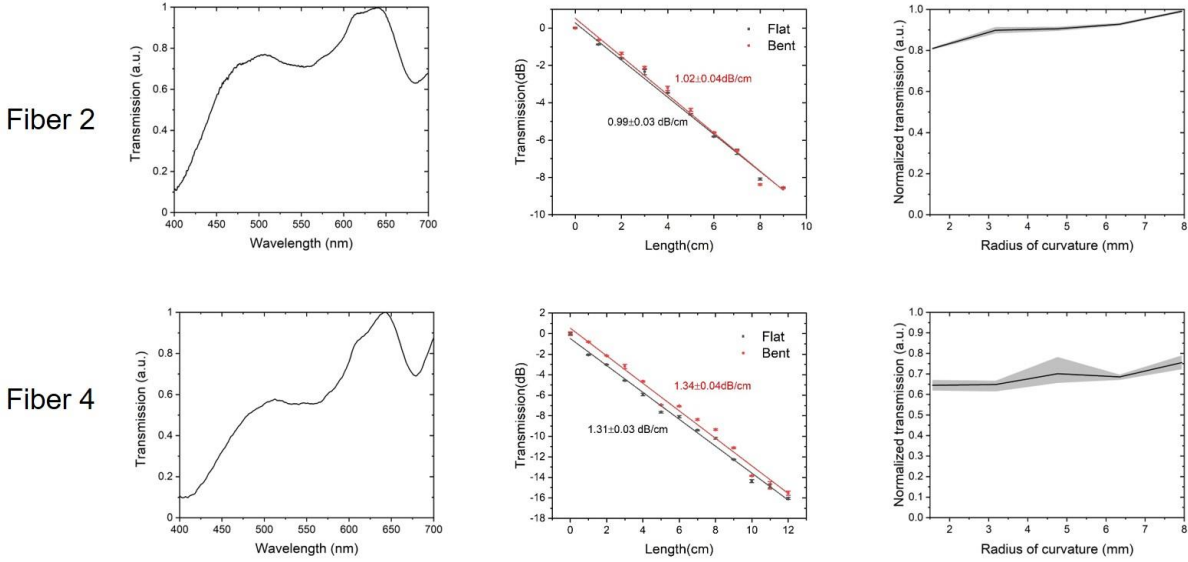 Fiber 2
Transmission (a.u.)
1
0.8
0.6
0.4
0.2
0
400 450 500 550 600 650 700
Wavelength (nm)
Transmission(dB)
0
-2
-4
-6
-8
-10
Flat
Bent
1.02±0.04dB/cm
0.99±0.03 dB/cm
0 2 4 6 8 10
Length(cm)
Normalized transmission (a.u.)
1.0
0.8
0.6
0.4
0.2
0.0
2 3 4 5 6 7 8
Radius of curvature (mm)
Fiber 4
Transmission (a.u.)
1
0.8
0.6
0.4
0.2
0
400 450 500 550 600 650 700
Wavelength (nm)
Transmission(dB)
2
0
-2
-4
-6
-8
-10
-12
-14
-16
-18
Flat
Bent
1.34±0.04dB/cm
1.31±0.03 dB/cm
0 2 4 6 8 10 12
Length(cm)
Normalized transmission (a.u.)
1.0
0.9
0.8
0.7
0.6
0.5
0.4
0.3
0.2
0.1
0.0
2 3 4 5 6 7 8
Radius of curvature (mm)